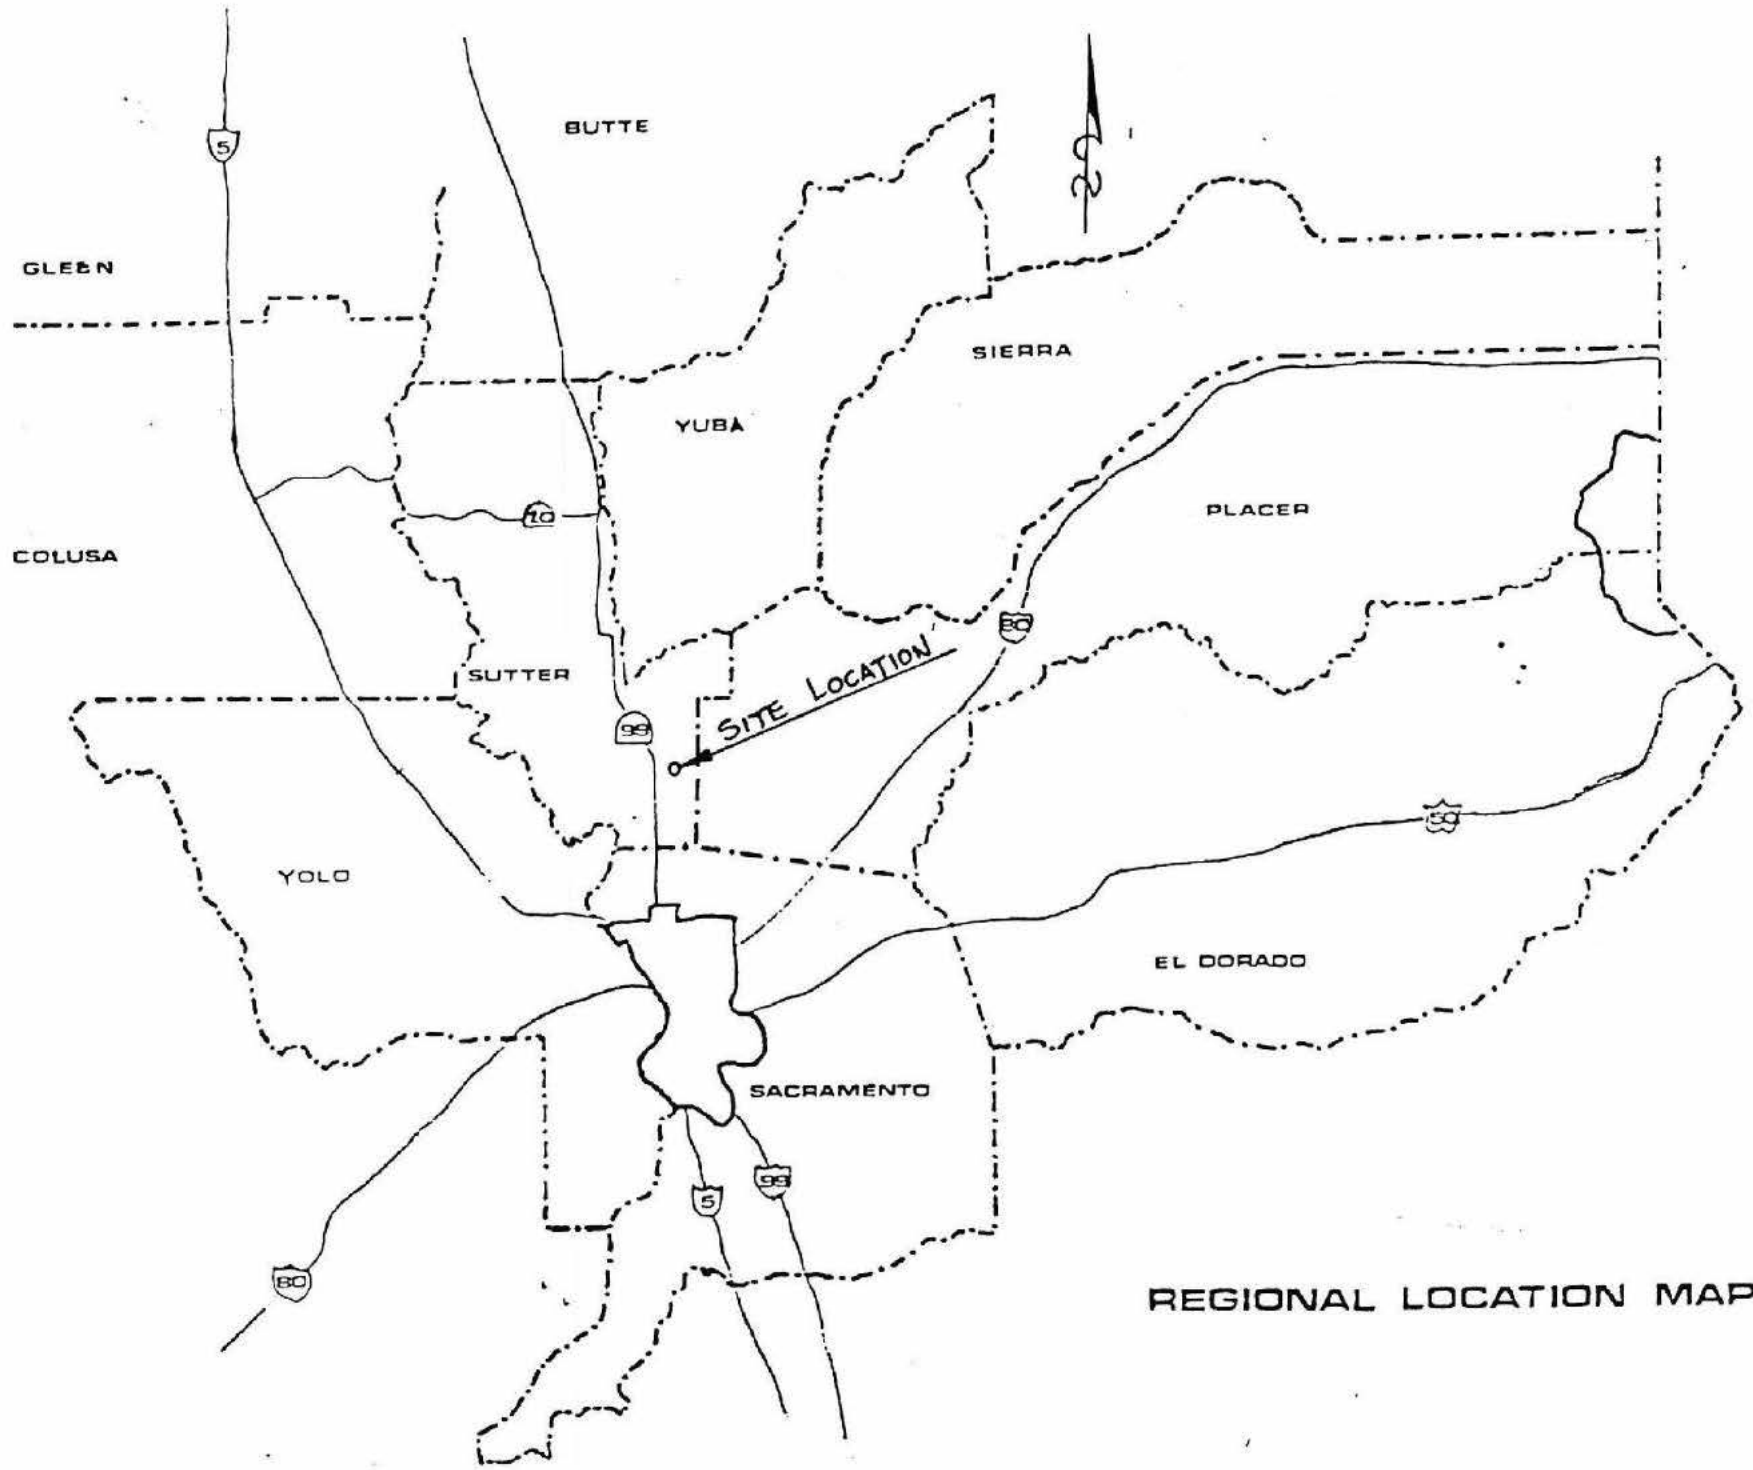 BUTTE
5
GLEEN
SIERRA
YUBA
PLACER
COLUSA
80
SITE LOCATION
SUTTER
99
50
YOLO
EL DORADO
SACRAMENTO
99
5
80
REGIONAL LOCATION MAP